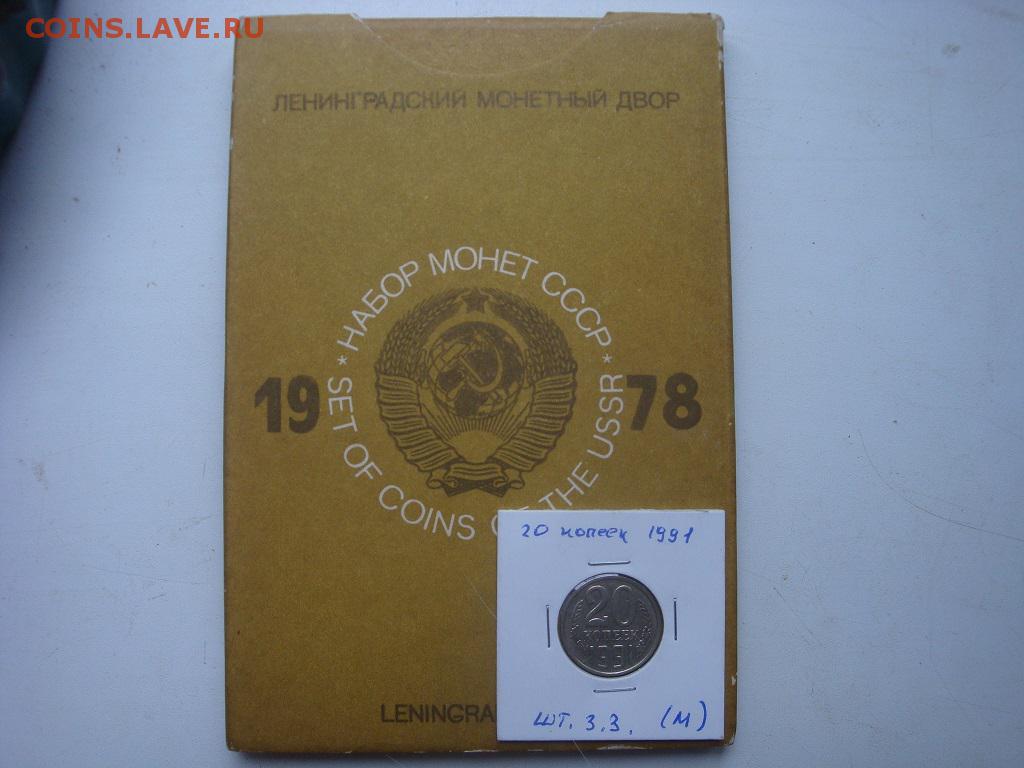 COINS.LAVE.RU
ЛЕНИНГРАДСКИЙ МОНЕТНЫЙ ДВОР
* НАБОР МОНЕТ СССР *
19 78
SET OF COINS THE USSR
20 копеек 1991
20
КОПЕЕК
1991
шт. 3.3. (м)
LENINGRA